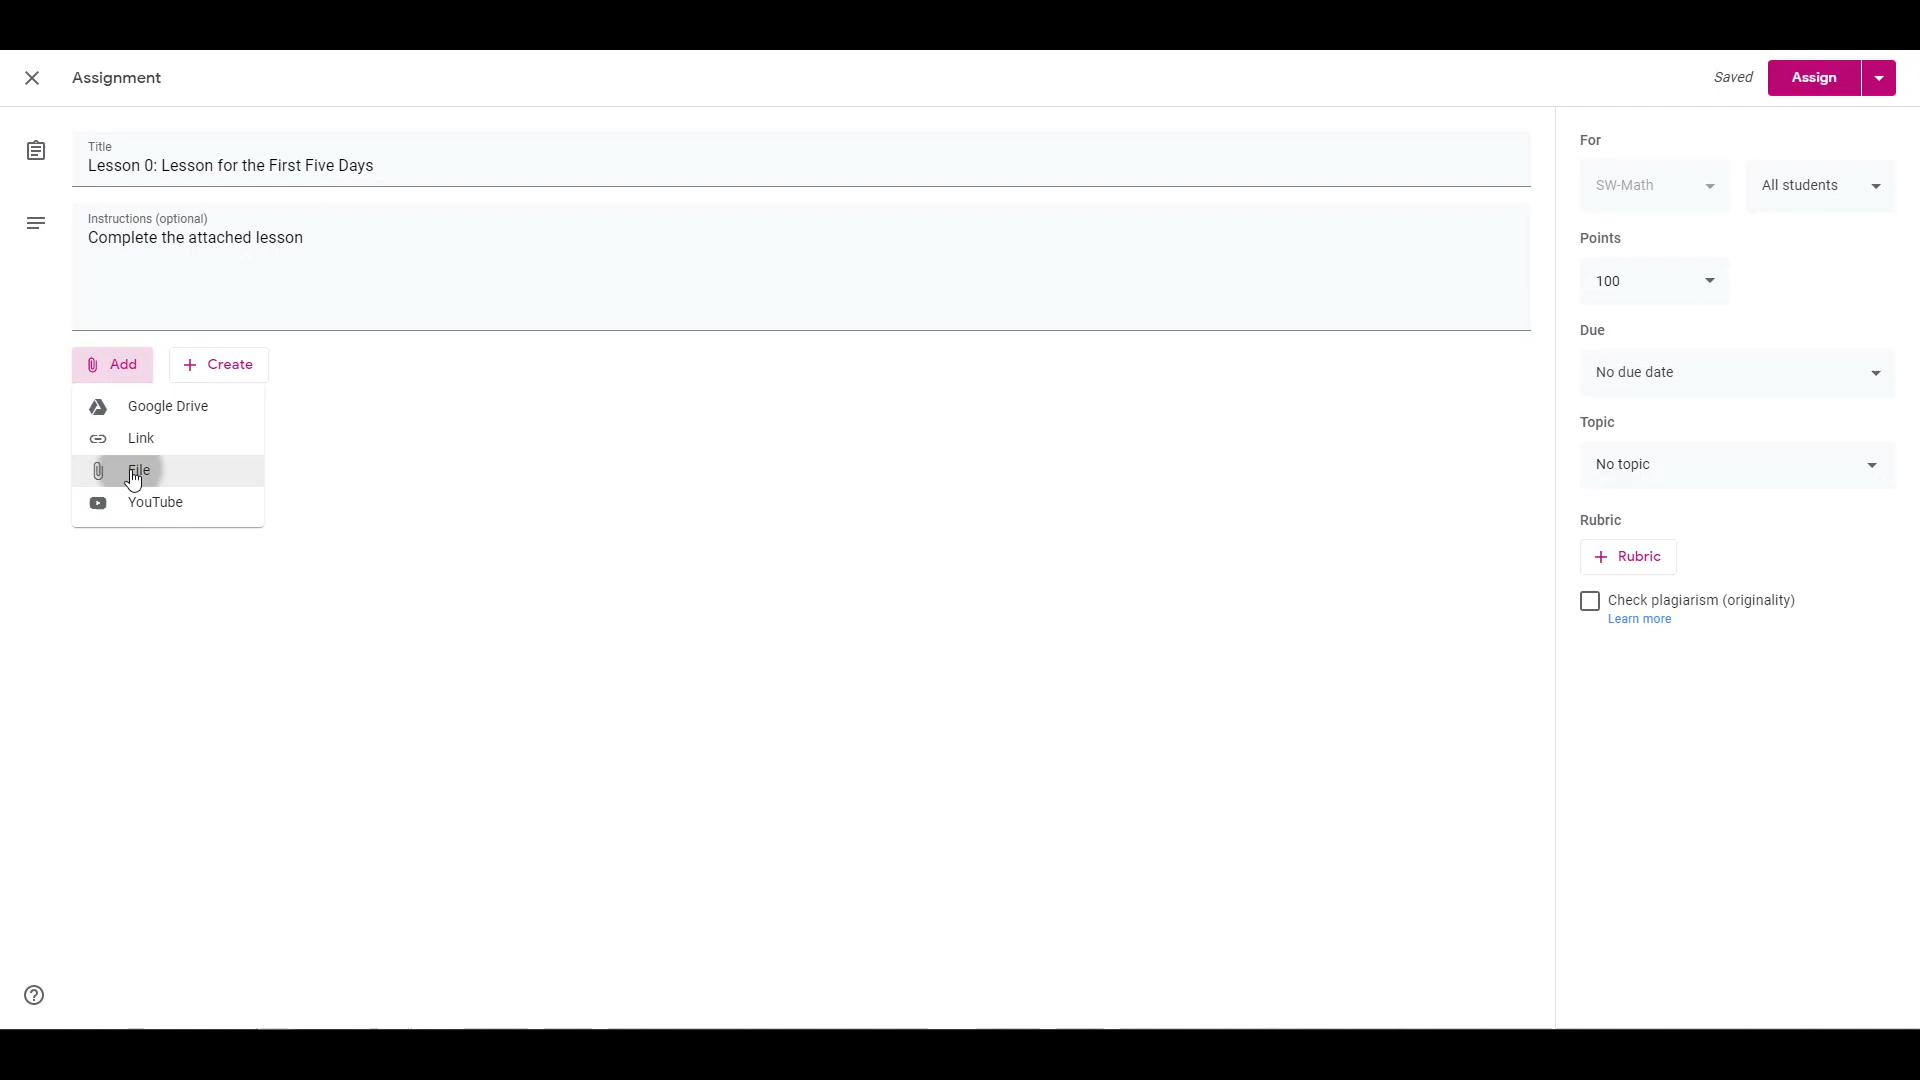 Assignment
Saved
Assign
Title
Lesson 0: Lesson for the First Five Days
Instructions (optional)
Complete the attached lesson
Add
Create
Google Drive
Link
File
YouTube
For
SW-Math
All students
Points
100
Due
No due date
Topic
No topic
Rubric
Rubric
Check plagiarism (originality)
Learn more